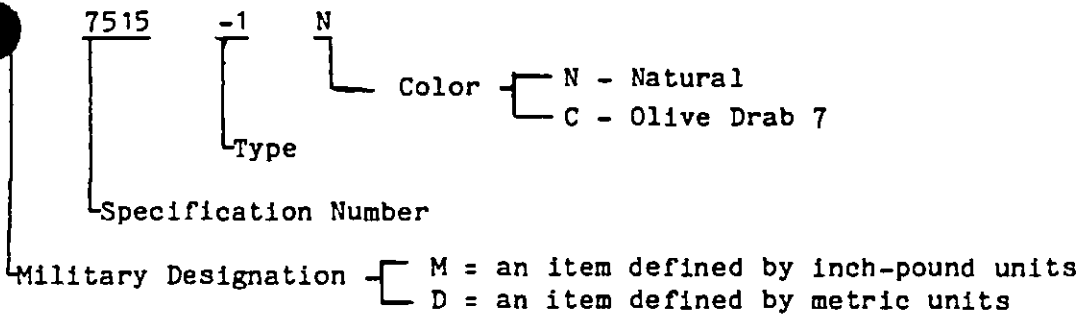 7515 -1 N
Color N - Natural
C - Olive Drab 7
Type
Specification Number
Military Designation M = an item defined by inch-pound units
D = an item defined by metric units